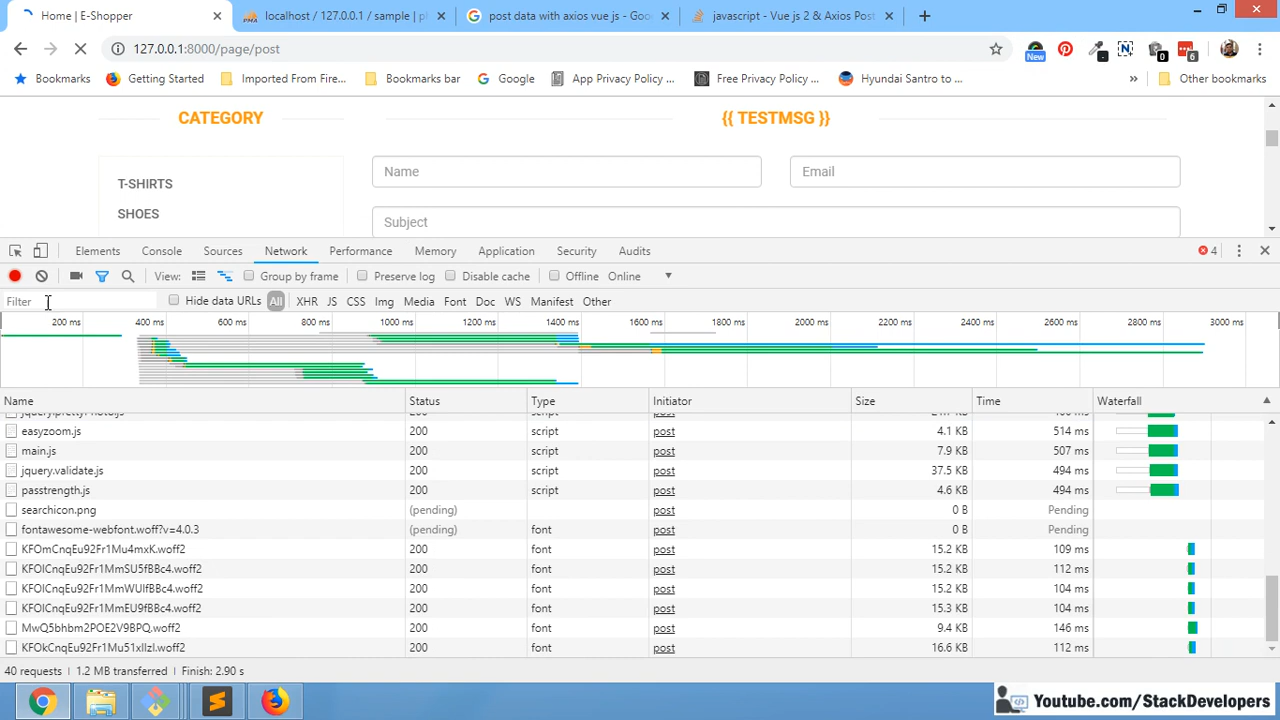 Home | E-Shopper
localhost / 127.0.0.1 / sample | ph
post data with axios vue js - Goog
javascript - Vue js 2 & Axios Post
127.0.0.1:8000/page/post
New
0
6
Bookmarks
Getting Started
Imported From Fire...
Bookmarks bar
Google
App Privacy Policy ...
Free Privacy Policy ...
Hyundai Santro to ...
»
Other bookmarks
CATEGORY
{{ TESTMSG }}
T-SHIRTS
SHOES
Name
Email
Subject
Elements
Console
Sources
Network
Performance
Memory
Application
Security
Audits
4
View:
Group by frame
Preserve log
Disable cache
Offline
Online
Filter
Hide data URLs
All
XHR
JS
CSS
Img
Media
Font
Doc
WS
Manifest
Other
200 ms
400 ms
600 ms
800 ms
1000 ms
1200 ms
1400 ms
1600 ms
1800 ms
2000 ms
2200 ms
2400 ms
2600 ms
2800 ms
3000 ms
Name Status Type Initiator Size Time Waterfall
easyzoom.js 200 script post 4.1 KB 514 ms
main.js 200 script post 7.9 KB 507 ms
jquery.validate.js 200 script post 37.5 KB 494 ms
passtrength.js 200 script post 4.6 KB 494 ms
searchicon.png (pending) post 0 B Pending
fontawesome-webfont.woff?v=4.0.3 (pending) font post 0 B Pending
KFOmCnqEu92Fr1Mu4mxK.woff2 200 font post 15.2 KB 109 ms
KFOlCnqEu92Fr1MmSU5fBBc4.woff2 200 font post 15.2 KB 112 ms
KFOlCnqEu92Fr1MmWUlfBBc4.woff2 200 font post 15.2 KB 104 ms
KFOlCnqEu92Fr1MmEU9fBBc4.woff2 200 font post 15.3 KB 104 ms
MwQ5bhbm2POE2V9BPQ.woff2 200 font post 9.4 KB 146 ms
KFOkCnqEu92Fr1Mu51xIIzI.woff2 200 font post 16.6 KB 112 ms
40 requests | 1.2 MB transferred | Finish: 2.90 s
Youtube.com/StackDevelopers